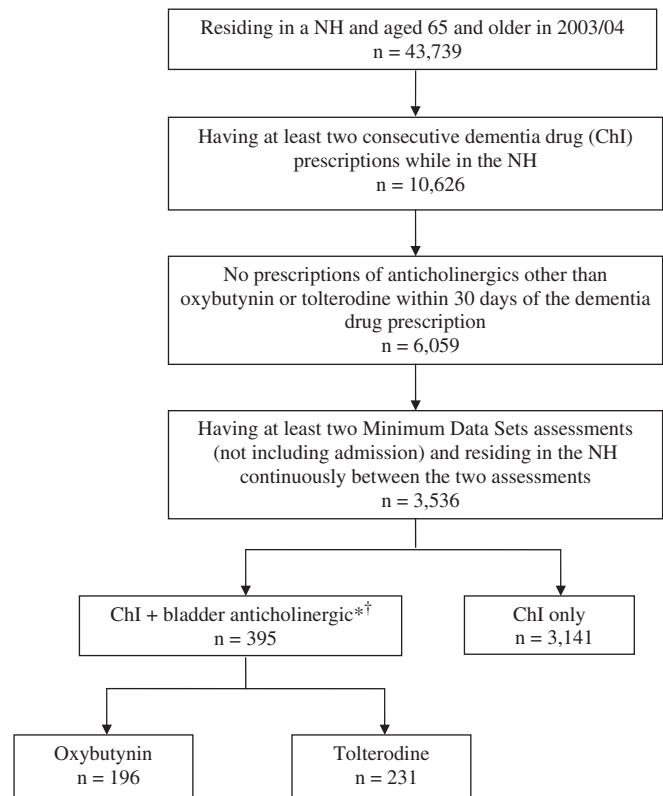 Residing in a NH and aged 65 and older in 2003/04
n = 43,739
Having at least two consecutive dementia drug (ChI)
prescriptions while in the NH
n = 10,626
No prescriptions of anticholinergics other than
oxybutynin or tolterodine within 30 days of the dementia
drug prescription
n = 6,059
Having at least two Minimum Data Sets assessments
(not including admission) and residing in the NH
continuously between the two assessments
n = 3,536
ChI + bladder anticholinergic*†
n = 395
ChI only
n = 3,141
Oxybutynin
n = 196
Tolterodine
n = 231